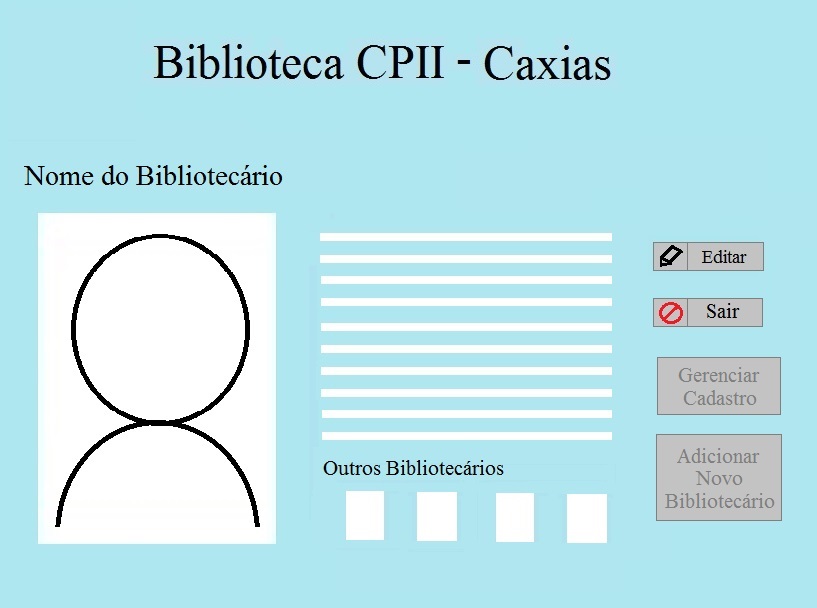 Biblioteca CPII - Caxias
Nome do Bibliotecário
Editar
Sair
Gerenciar
Cadastro
Adicionar
Novo
Bibliotecário
Outros Bibliotecários